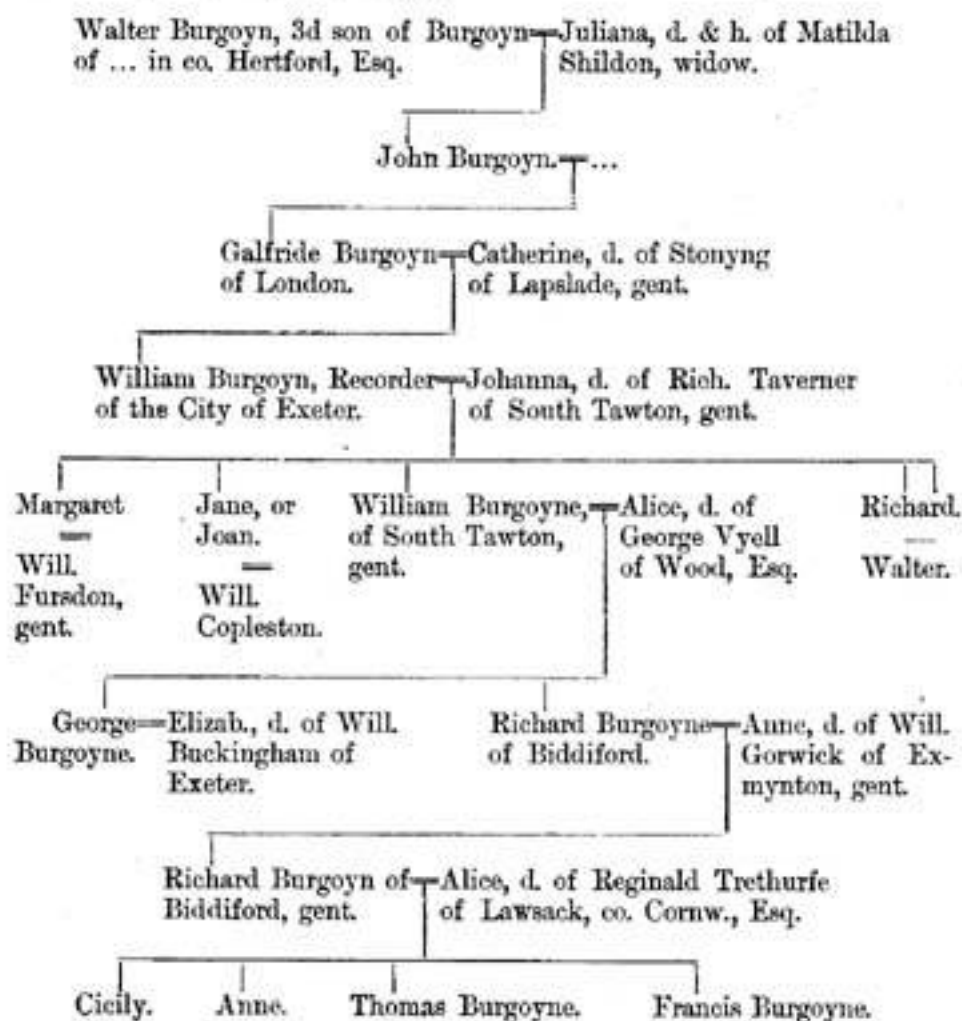 Walter Burgoyn, 3d son of Burgoyn═Juliana, d. & h. of Matilda
of ... in co. Hertford, Esq. Shildon, widow.
John Burgoyn.═...
Galfride Burgoyn═Catherine, d. of Stonyng
of London. of Lapslade, gent.
William Burgoyn, Recorder═Johanna, d. of Rich. Taverner
of the City of Exeter. of South Tawton, gent.
Margaret
═
Will.
Fursdon,
gent.
Jane, or
Joan.
═
Will.
Copleston.
William Burgoyne,═Alice, d. of
of South Tawton, George Vyell
gent. of Wood, Esq.
Richard.
—
Walter.
George═Elizab., d. of Will.
Burgoyne. Buckingham of
Exeter.
Richard Burgoyne═Anne, d. of Will.
of Biddiford. Gorwick of Ex-
mynton, gent.
Richard Burgoyn of═Alice, d. of Reginald Trethurfe
Biddiford, gent. of Lawsack, co. Cornw., Esq.
Cicily. Anne. Thomas Burgoyne. Francis Burgoyne.